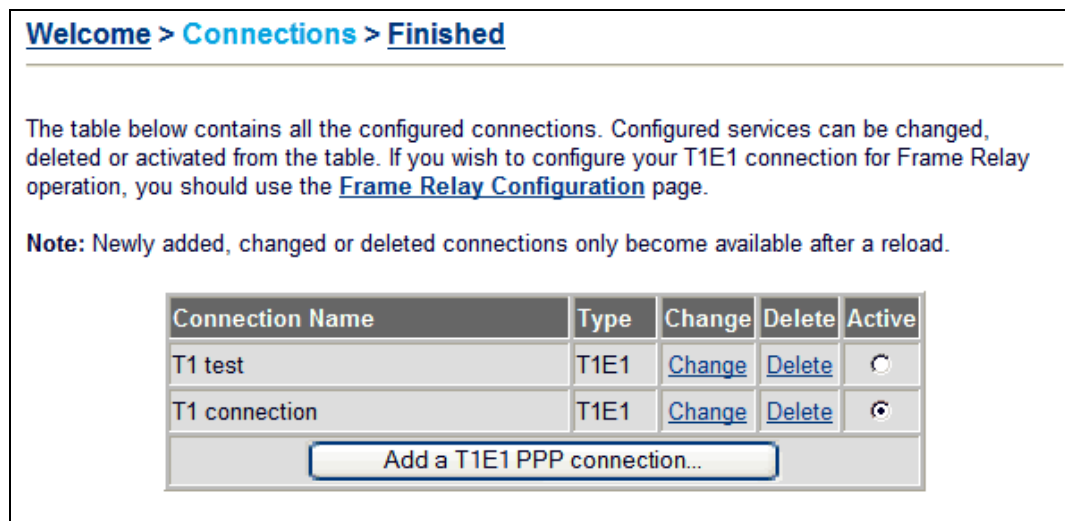 Welcome > Connections > Finished
The table below contains all the configured connections. Configured services can be changed,
deleted or activated from the table. If you wish to configure your T1E1 connection for Frame Relay
operation, you should use the Frame Relay Configuration page.
Note: Newly added, changed or deleted connections only become available after a reload.
Connection Name Type Change Delete Active
T1 test T1E1 Change Delete
T1 connection T1E1 Change Delete
Add a T1E1 PPP connection...